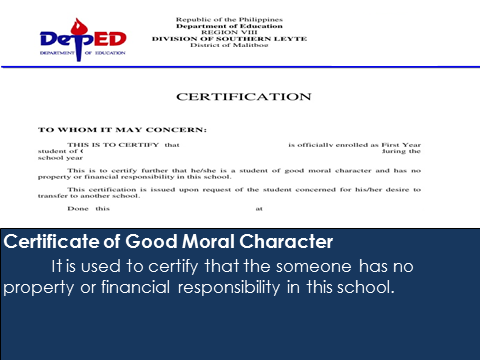 Republic of the Philippines
Department of Education
REGION VIII
DIVISION OF SOUTHERN LEYTE
District of Malitbog
DepED
DEPARTMENT OF EDUCATION
CERTIFICATION
TO WHOM IT MAY CONCERN:
THIS IS TO CERTIFY that is officially enrolled as First Year
student of during the
school year
This is to certify further that he/she is a student of good moral character and has no
property or financial responsibility in this school.
This certification is issued upon request of the student concerned for his/her desire to
transfer to another school.
Done this at
Certificate of Good Moral Character
It is used to certify that the someone has no
property or financial responsibility in this school.